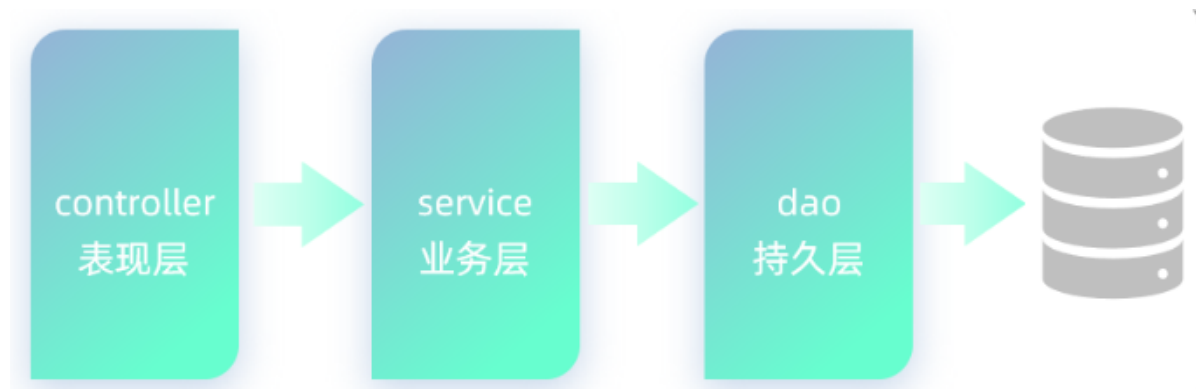 controller
表现层
service
业务层
dao
持久层